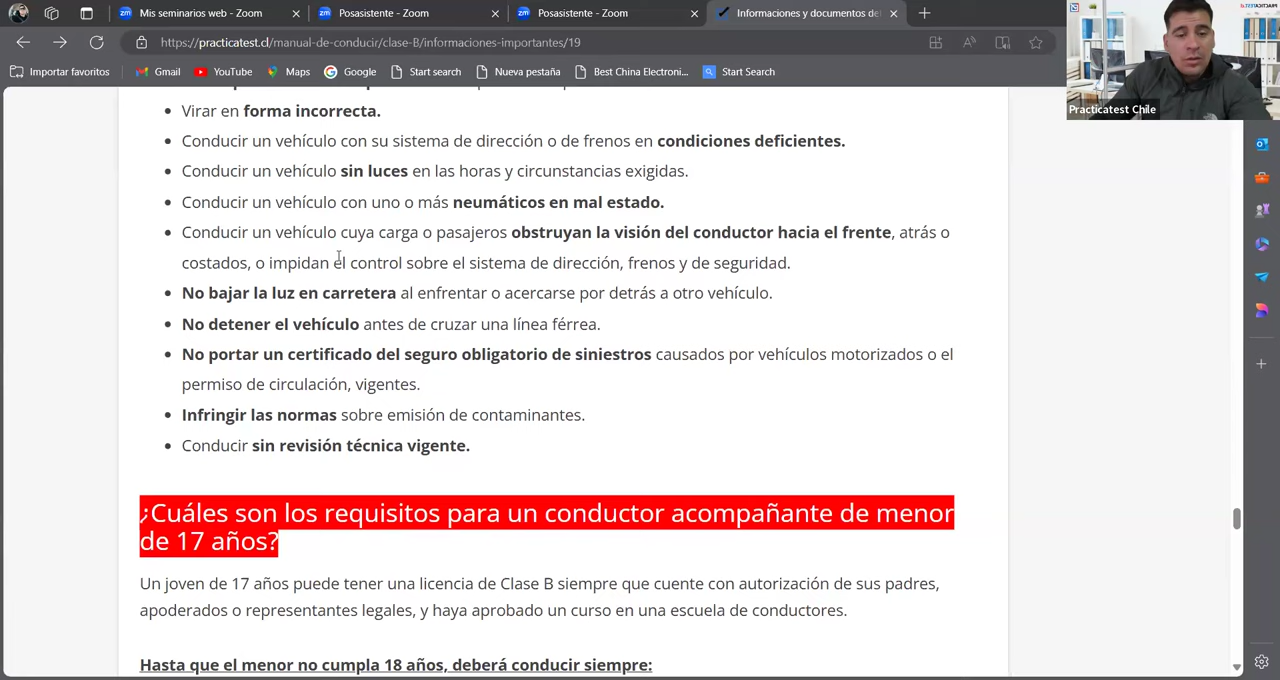 Mis seminarios web - Zoom
Posasistente - Zoom
Posasistente - Zoom
Informaciones y documentos de
https://practicatest.cl/manual-de-conducir/clase-B/informaciones-importantes/19
Importar favoritos
Gmail
YouTube
Maps
Google
Start search
Nueva pestaña
Best China Electroni...
Start Search
Practicatest Chile
• Virar en forma incorrecta.
• Conducir un vehículo con su sistema de dirección o de frenos en condiciones deficientes.
• Conducir un vehículo sin luces en las horas y circunstancias exigidas.
• Conducir un vehículo con uno o más neumáticos en mal estado.
• Conducir un vehículo cuya carga o pasajeros obstruyan la visión del conductor hacia el frente, atrás o
costados, o impidan el control sobre el sistema de dirección, frenos y de seguridad.
• No bajar la luz en carretera al enfrentar o acercarse por detrás a otro vehículo.
• No detener el vehículo antes de cruzar una línea férrea.
• No portar un certificado del seguro obligatorio de siniestros causados por vehículos motorizados o el
permiso de circulación, vigentes.
• Infringir las normas sobre emisión de contaminantes.
• Conducir sin revisión técnica vigente.
¿Cuáles son los requisitos para un conductor acompañante de menor
de 17 años?
Un joven de 17 años puede tener una licencia de Clase B siempre que cuente con autorización de sus padres,
apoderados o representantes legales, y haya aprobado un curso en una escuela de conductores.
Hasta que el menor no cumpla 18 años, deberá conducir siempre: